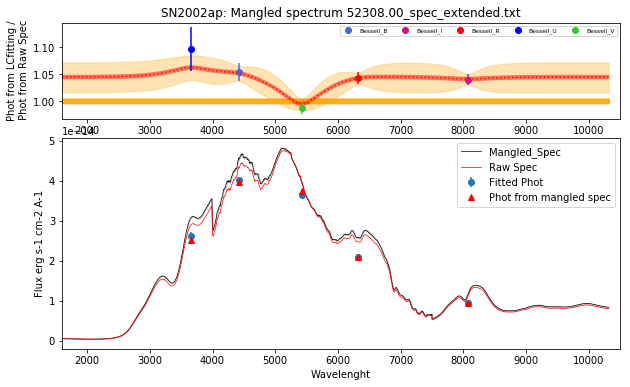 SN2002ap: Mangled spectrum 52308.00_spec_extended.txt
Phot from LCfitting /
Phot from Raw Spec
1.10
1.05
1.00
Bessell_B
Bessell_I
Bessell_R
Bessell_U
Bessell_V
2000 3000 4000 5000 6000 7000 8000 9000 10000
1e−14
Flux erg s-1 cm-2 A-1
5
4
3
2
1
0
Mangled_Spec
Raw Spec
Fitted Phot
Phot from mangled spec
2000 3000 4000 5000 6000 7000 8000 9000 10000
Wavelenght